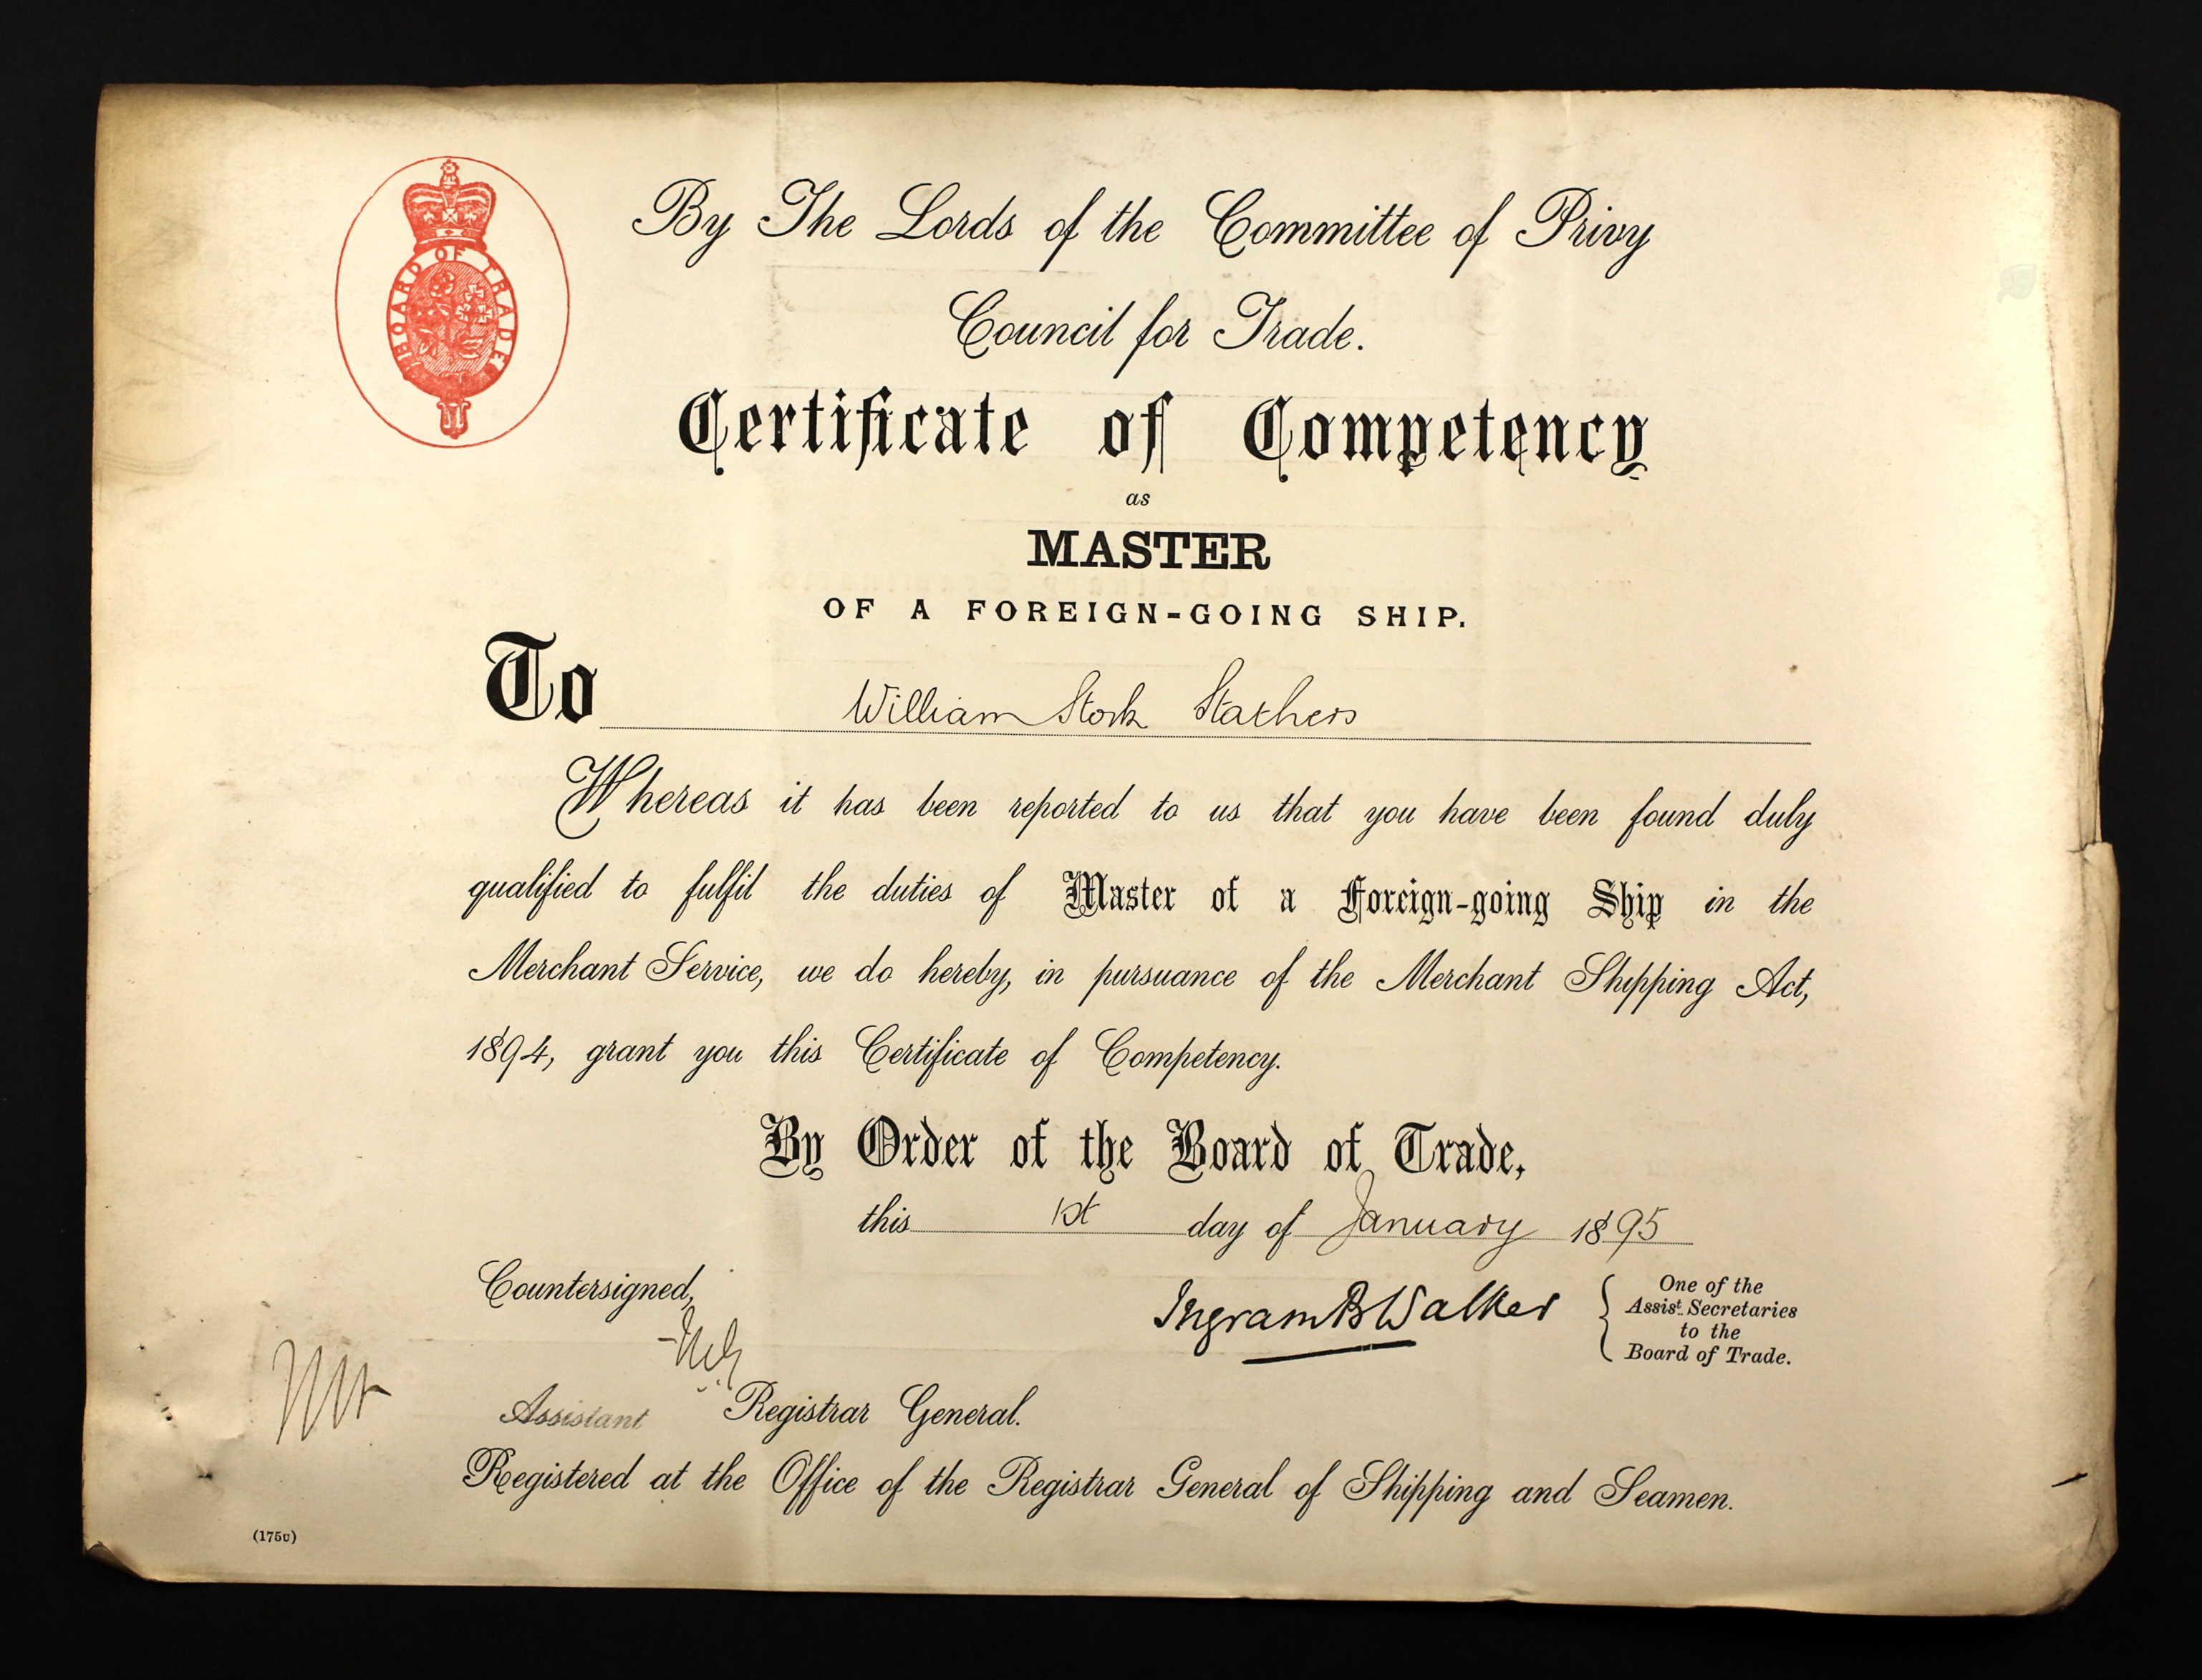 BOARD OF TRADE
By The Lords of the Committee of Privy
Council for Trade.
Certificate of Competency
as
MASTER
OF A FOREIGN-GOING SHIP.
To William Stork Stathers
Whereas it has been reported to us that you have been found duly
qualified to fulfil the duties of Master of a Foreign-going Ship in the
Merchant Service, we do hereby, in pursuance of the Merchant Shipping Act,
1894, grant you this Certificate of Competency.
By Order of the Board of Trade,
this 1st day of January 1895
Countersigned,
Ingram B Walker
One of the
Assist. Secretaries
to the
Board of Trade.
Assistant Registrar General.
Registered at the Office of the Registrar General of Shipping and Seamen.